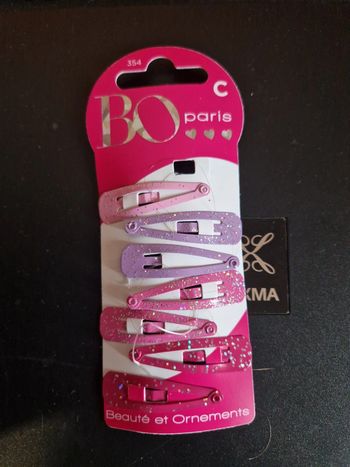 354
C
BO paris
XMA
Beauté et Ornements